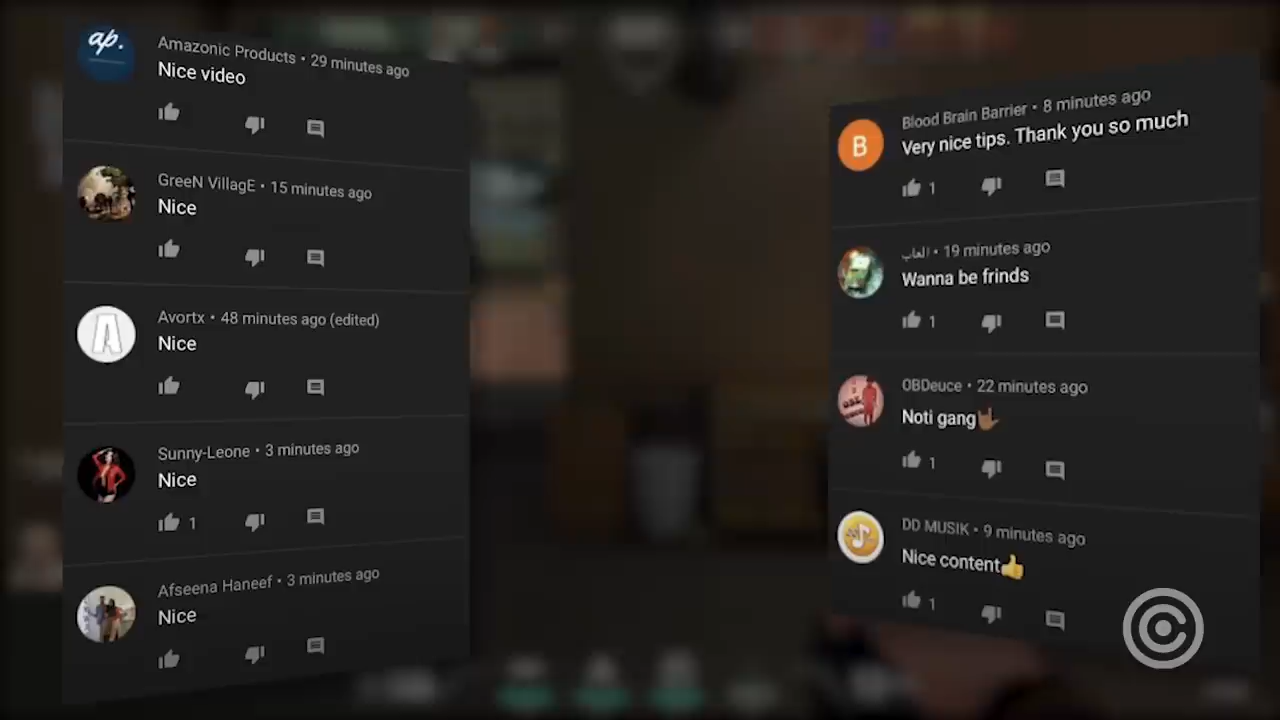 ap.
Amazonic Products • 29 minutes ago
Nice video
GreeN VillagE • 15 minutes ago
Nice
Avortx • 48 minutes ago (edited)
Nice
Sunny-Leone • 3 minutes ago
Nice
1
Afseena Haneef • 3 minutes ago
Nice
B
Blood Brain Barrier • 8 minutes ago
Very nice tips. Thank you so much
1
العاب • 19 minutes ago
Wanna be frinds
1
OBDeuce • 22 minutes ago
Noti gang🤟🏾
1
DD MUSIK • 9 minutes ago
Nice content👍
1